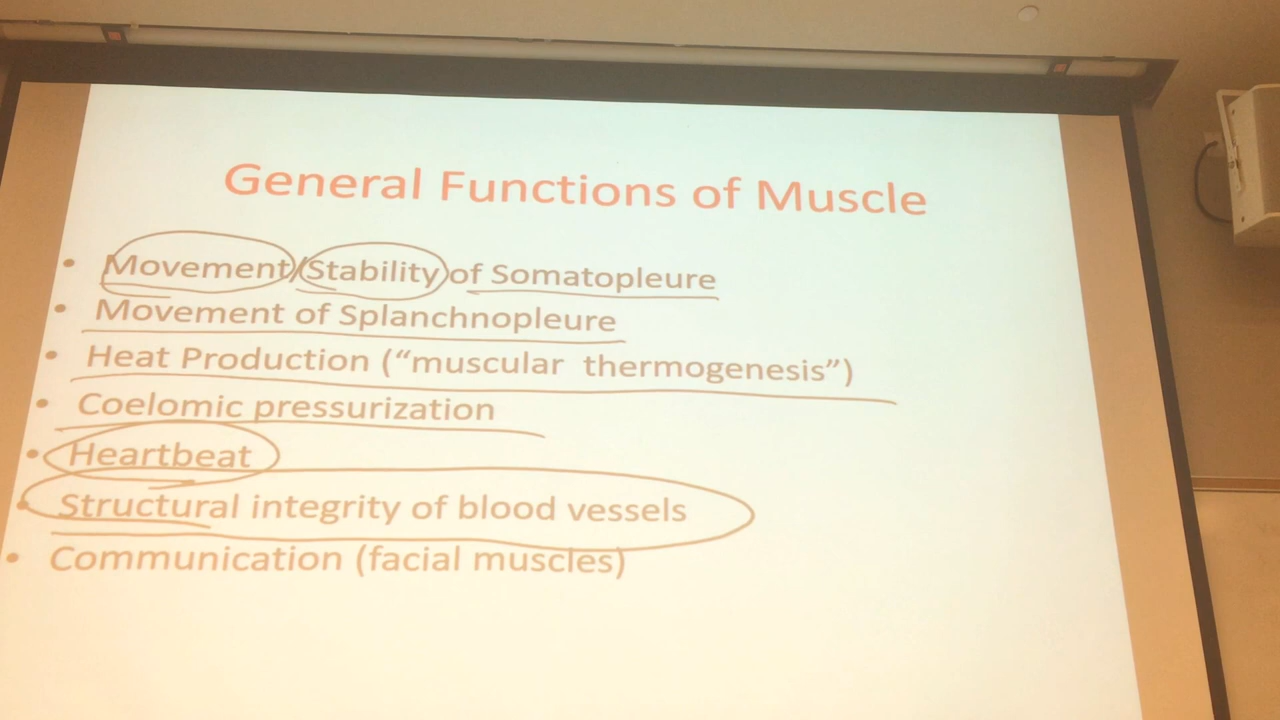 General Functions of Muscle
• Movement/Stability of Somatopleure
• Movement of Splanchnopleure
• Heat Production (“muscular thermogenesis”)
• Coelomic pressurization
• Heartbeat
• Structural integrity of blood vessels
• Communication (facial muscles)